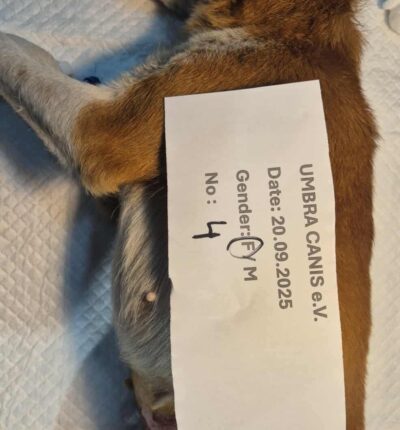 UMBRA CANIS e.V.
Date: 20.09.2025
Gender: F/ M
No: 4